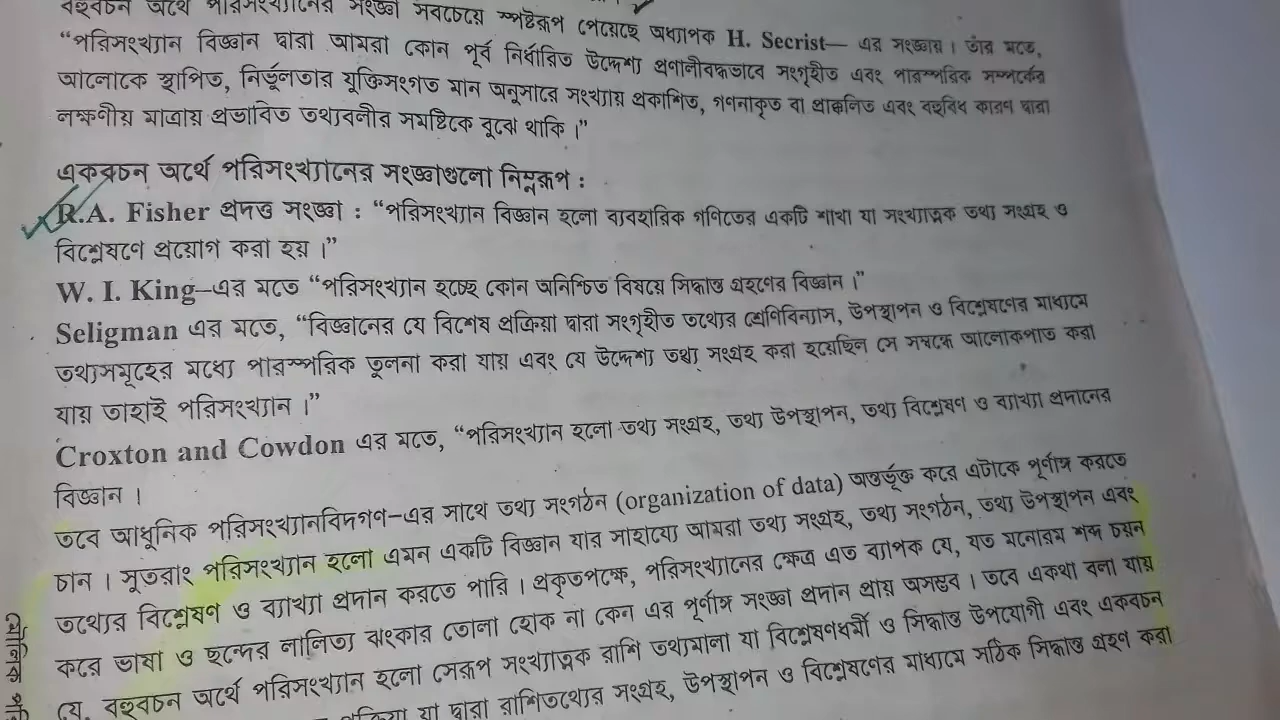 বহুবচন অর্থে পরিসংখ্যানের সংজ্ঞা সবচেয়ে স্পষ্টরূপ পেয়েছে অধ্যাপক H. Secrist— এর সংজ্ঞায়। তাঁর মতে,
“পরিসংখ্যান বিজ্ঞান দ্বারা আমরা কোন পূর্ব নির্ধারিত উদ্দেশ্য প্রণালীবদ্ধভাবে সংগৃহীত এবং পারস্পরিক সম্পর্কের
আলোকে স্থাপিত, নির্ভুলতার যুক্তিসংগত মান অনুসারে সংখ্যায় প্রকাশিত, গণনাকৃত বা প্রাক্কলিত এবং বহুবিধ কারণ দ্বারা
লক্ষণীয় মাত্রায় প্রভাবিত তথ্যবলীর সমষ্টিকে বুঝে থাকি।”
একবচন অর্থে পরিসংখ্যানের সংজ্ঞাগুলো নিম্নরূপ :
R.A. Fisher প্রদত্ত সংজ্ঞা : “পরিসংখ্যান বিজ্ঞান হলো ব্যবহারিক গণিতের একটি শাখা যা সংখ্যাত্মক তথ্য সংগ্রহ ও
বিশ্লেষণে প্রয়োগ করা হয়।”
W. I. King–এর মতে “পরিসংখ্যান হচ্ছে কোন অনিশ্চিত বিষয়ে সিদ্ধান্ত গ্রহণের বিজ্ঞান।”
Seligman এর মতে, “বিজ্ঞানের যে বিশেষ প্রক্রিয়া দ্বারা সংগৃহীত তথ্যের শ্রেণিবিন্যাস, উপস্থাপন ও বিশ্লেষণের মাধ্যমে
তথ্যসমূহের মধ্যে পারস্পরিক তুলনা করা যায় এবং যে উদ্দেশ্য তথ্য সংগ্রহ করা হয়েছিল সে সম্বন্ধে আলোকপাত করা
যায় তাহাই পরিসংখ্যান।”
Croxton and Cowdon এর মতে, “পরিসংখ্যান হলো তথ্য সংগ্রহ, তথ্য উপস্থাপন, তথ্য বিশ্লেষণ ও ব্যাখ্যা প্রদানের
বিজ্ঞান।
তবে আধুনিক পরিসংখ্যানবিদগণ–এর সাথে তথ্য সংগঠন (organization of data) অন্তর্ভূক্ত করে এটাকে পূর্ণাঙ্গ করতে
চান। সুতরাং পরিসংখ্যান হলো এমন একটি বিজ্ঞান যার সাহায্যে আমরা তথ্য সংগ্রহ, তথ্য সংগঠন, তথ্য উপস্থাপন এবং
তথ্যের বিশ্লেষণ ও ব্যাখ্যা প্রদান করতে পারি। প্রকৃতপক্ষে, পরিসংখ্যানের ক্ষেত্র এত ব্যাপক যে, যত মনোরম শব্দ চয়ন
করে ভাষা ও ছন্দের লালিত্য ঝংকার তোলা হোক না কেন এর পূর্ণাঙ্গ সংজ্ঞা প্রদান প্রায় অসম্ভব। তবে একথা বলা যায়
যে, বহুবচন অর্থে পরিসংখ্যান হলো সেরূপ সংখ্যাত্মক রাশি তথ্যমালা যা বিশ্লেষণধর্মী ও সিদ্ধান্ত উপযোগী এবং একবচন
প্রক্রিয়া যা দ্বারা রাশিতথ্যের সংগ্রহ, উপস্থাপন ও বিশ্লেষণের মাধ্যমে সঠিক সিদ্ধান্ত গ্রহণ করা
মৌলিক